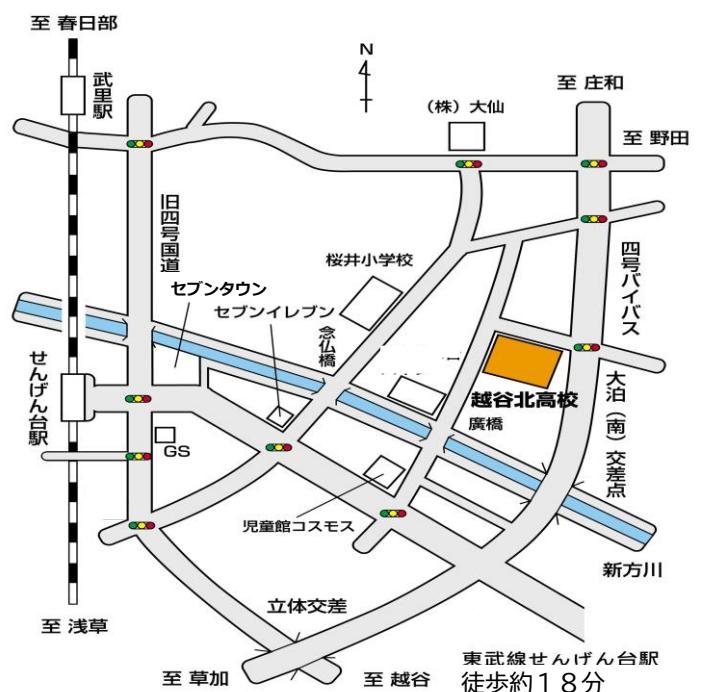 至 春日部
武里駅
N
(株)大仙
至 庄和
至 野田
旧四号国道
桜井小学校
四号バイパス
セブンタウン
セブンイレブン
念仏橋
せんげん台駅
越谷北高校
廣橋
大泊(南)交差点
GS
児童館コスモス
新方川
立体交差
至 浅草
至 草加
至 越谷
東武線せんげん台駅
徒歩約18分